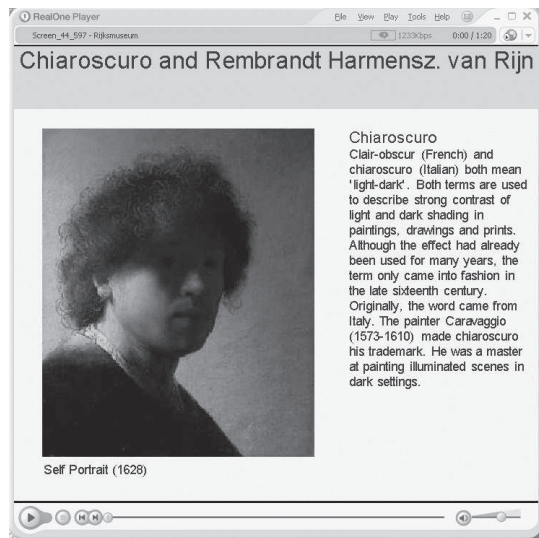 RealOne Player
File View Play Tools Help
Screen_44_597 - Rijksmuseum
1233Kbps
0:00 / 1:20
Chiaroscuro and Rembrandt Harmensz. van Rijn
Chiaroscuro
Clair-obscur (French) and
chiaroscuro (Italian) both mean
'light-dark'. Both terms are used
to describe strong contrast of
light and dark shading in
paintings, drawings and prints.
Although the effect had already
been used for many years, the
term only came into fashion in
the late sixteenth century.
Originally, the word came from
Italy. The painter Caravaggio
(1573-1610) made chiaroscuro
his trademark. He was a master
at painting illuminated scenes in
dark settings.
Self Portrait (1628)